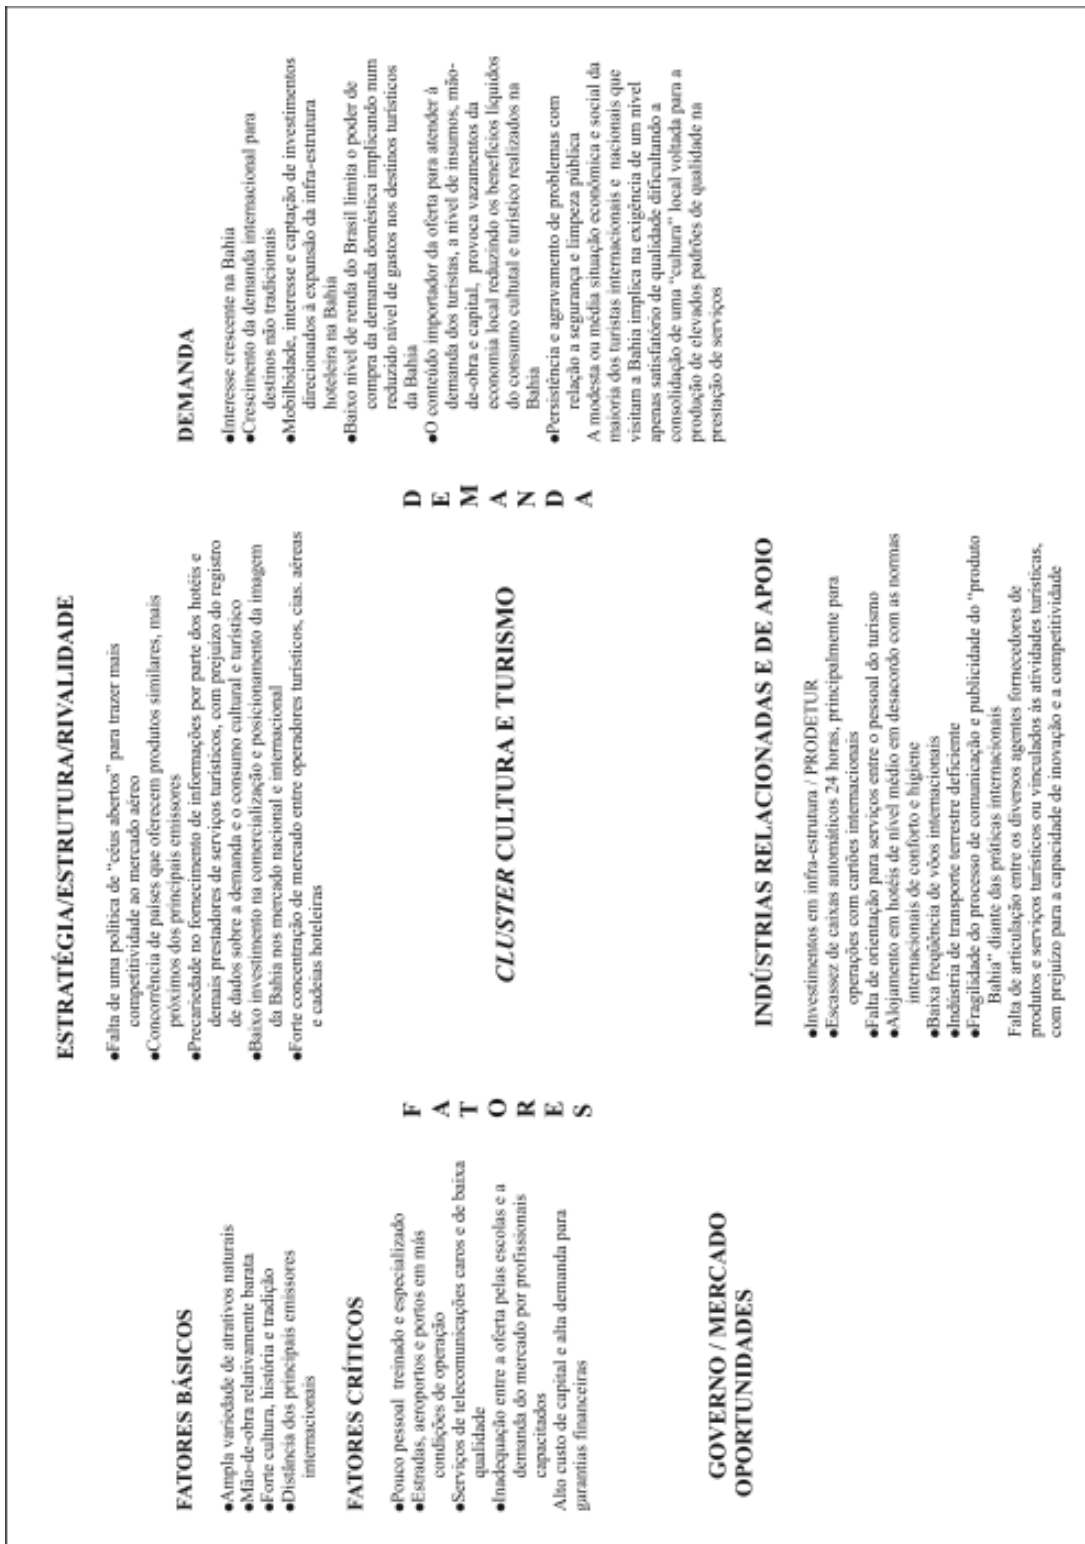 ESTRATÉGIA/ESTRUTURA/RIVALIDADE
●Falta de uma política de "céus abertos" para trazer mais
competitividade ao mercado aéreo
●Concorrência de países que oferecem produtos similares, mais
próximos dos principais emissores
●Precariedade no fornecimento de informações por parte dos hotéis e
demais prestadores de serviços turísticos, com prejuízo do registro
de dados sobre a demanda e o consumo cultural e turístico
●Baixo investimento na comercialização e posicionamento da imagem
da Bahia nos mercado nacional e internacional
●Forte concentração de mercado entre operadores turísticos, cias. aéreas
e cadeias hoteleiras
FATORES BÁSICOS
●Ampla variedade de atrativos naturais
●Mão-de-obra relativamente barata
●Forte cultura, história e tradição
●Distância dos principais emissores
internacionais
FATORES CRÍTICOS
●Pouco pessoal treinado e especializado
●Estradas, aeroportos e portos em más
condições de operação
●Serviços de telecomunicações caros e de baixa
qualidade
●Inadequação entre a oferta pelas escolas e a
demanda do mercado por profissionais
capacitados
Alto custo de capital e alta demanda para
garantias financeiras
F
A
T
O
R
E
S
CLUSTER CULTURA E TURISMO
D
E
M
A
N
D
A
DEMANDA
●Interesse crescente na Bahia
●Crescimento da demanda internacional para
destinos não tradicionais
●Mobilbidade, interesse e captação de investimentos
direcionados à expansão da infra-estrutura
hoteleira na Bahia
●Baixo nível de renda do Brasil limita o poder de
compra da demanda doméstica implicando num
reduzido nível de gastos nos destinos turísticos
da Bahia
●O conteúdo importador da oferta para atender à
demanda dos turistas, a nível de insumos, mão-
de-obra e capital, provoca vazamentos da
economia local reduzindo os benefícios líquidos
do consumo cultutal e turístico realizados na
Bahia
●Persistência e agravamento de problemas com
relação a segurança e limpeza pública
A modesta ou média situação econômica e social da
maioria dos turistas internacionais e nacionais que
visitam a Bahia implica na exigência de um nível
apenas satisfatório de qualidade dificultando a
consolidação de uma "cultura" local voltada para a
produção de elevados padrões de qualidade na
prestação de serviços
GOVERNO / MERCADO
OPORTUNIDADES
INDÚSTRIAS RELACIONADAS E DE APOIO
●Investimentos em infra-estrutura / PRODETUR
●Escassez de caixas automáticos 24 horas, principalmente para
operações com cartões internacionais
●Falta de orientação para serviços entre o pessoal do turismo
●Alojamento em hotéis de nível médio em desacordo com as normas
internacionais de conforto e higiene
●Baixa freqüência de vôos internacionais
●Indústria de transporte terrestre deficiente
●Fragilidade do processo de comunicação e publicidade do "produto
Bahia" diante das práticas internacionais
Falta de articulação entre os diversos agentes fornecedores de
produtos e serviços turísticos ou vinculados às atividades turísticas,
com prejuízo para a capacidade de inovação e a competitividade